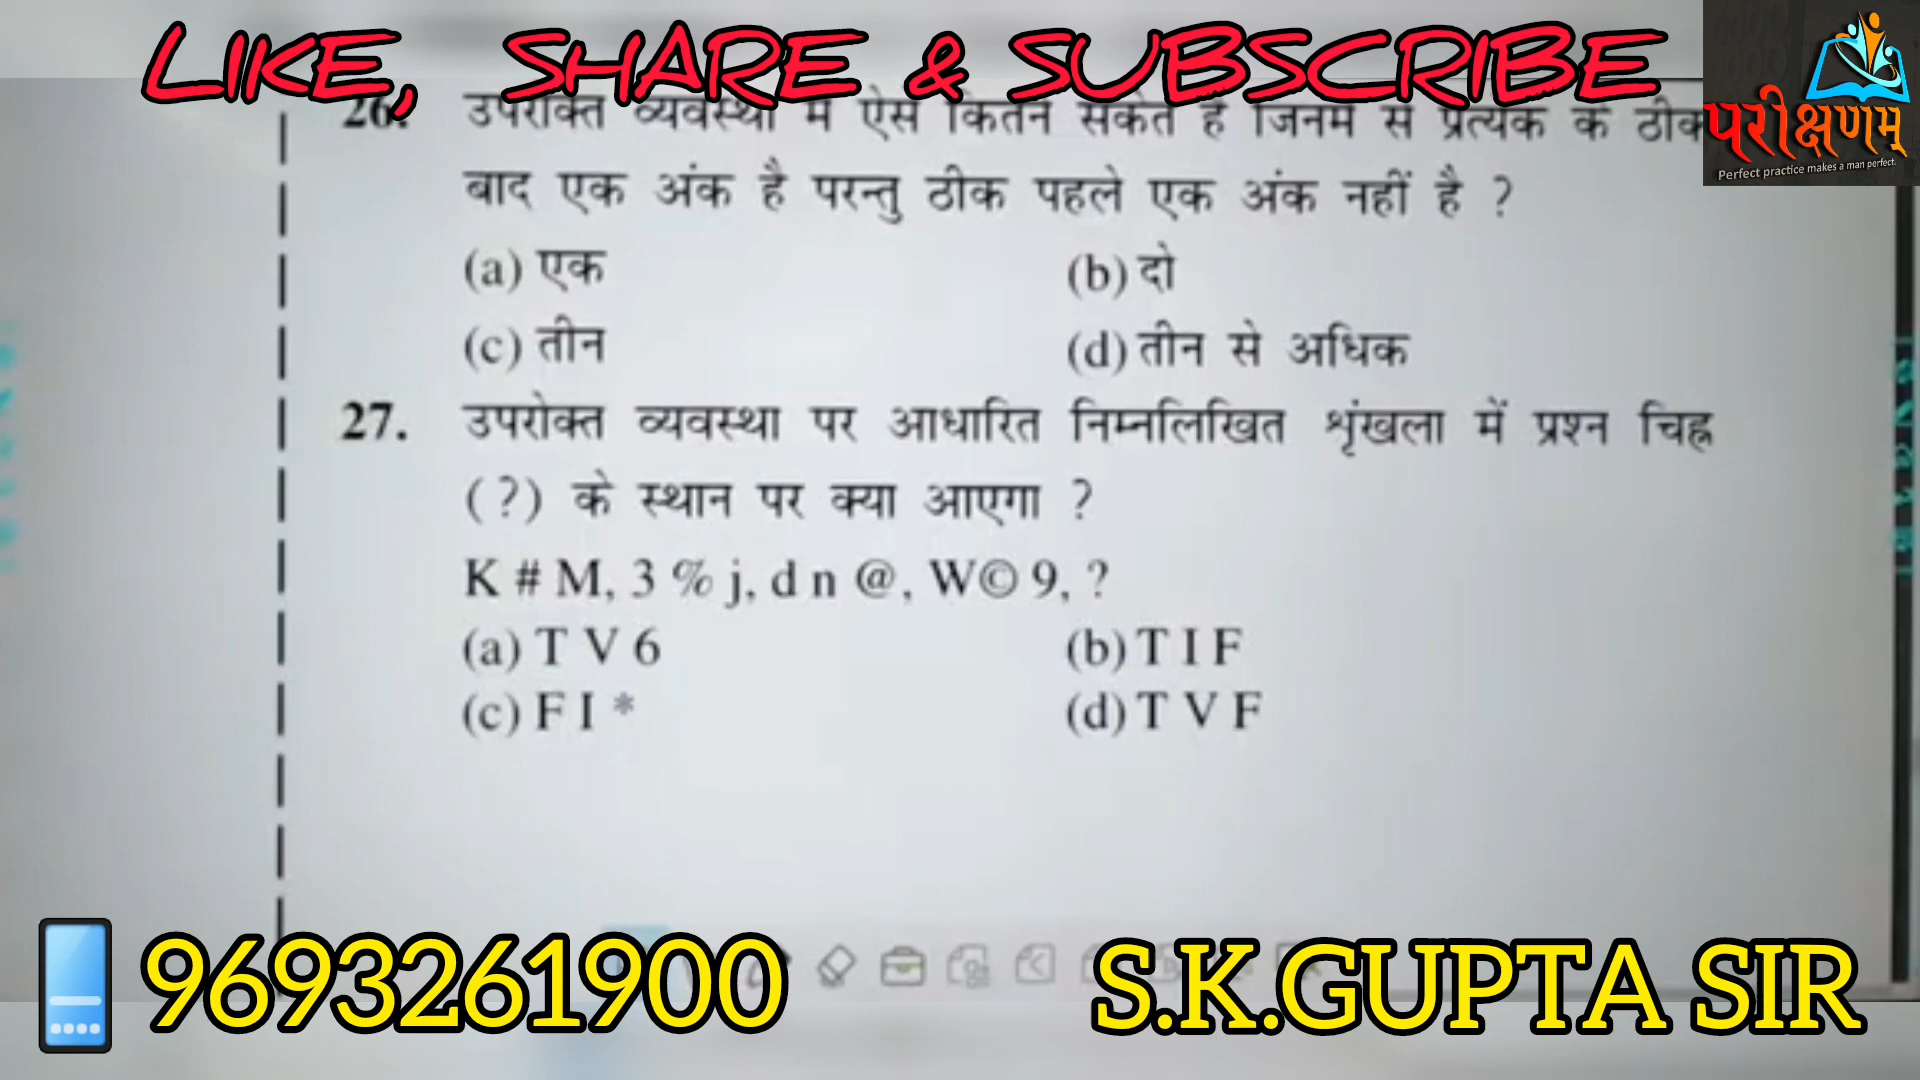 LIKE, SHARE & SUBSCRIBE
परीक्षणम्
Perfect practice makes a man perfect.
26. उपरोक्त व्यवस्था में ऐसे कितने संकेत हैं जिनमें से प्रत्येक के ठीक
बाद एक अंक है परन्तु ठीक पहले एक अंक नहीं है ?
(a) एक (b) दो
(c) तीन (d) तीन से अधिक
27. उपरोक्त व्यवस्था पर आधारित निम्नलिखित शृंखला में प्रश्न चिह्न
(?) के स्थान पर क्या आएगा ?
K # M, 3 % j, d n @, W© 9, ?
(a) T V 6 (b) T I F
(c) F I * (d) T V F
9693261900 S.K.GUPTA SIR